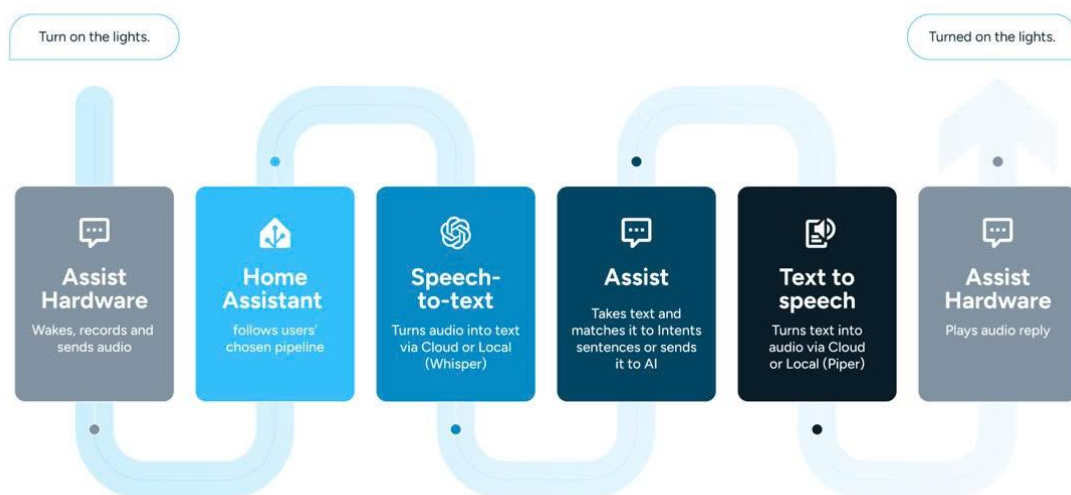 Turn on the lights.
Turned on the lights.
Assist
Hardware
Wakes, records and
sends audio
Home
Assistant
follows users'
chosen pipeline
Speech-
to-text
Turns audio into text
via Cloud or Local
(Whisper)
Assist
Takes text and
matches it to Intents
sentences or sends
it to AI
Text to
speech
Turns text into
audio via Cloud
or Local (Piper)
Assist
Hardware
Plays audio reply